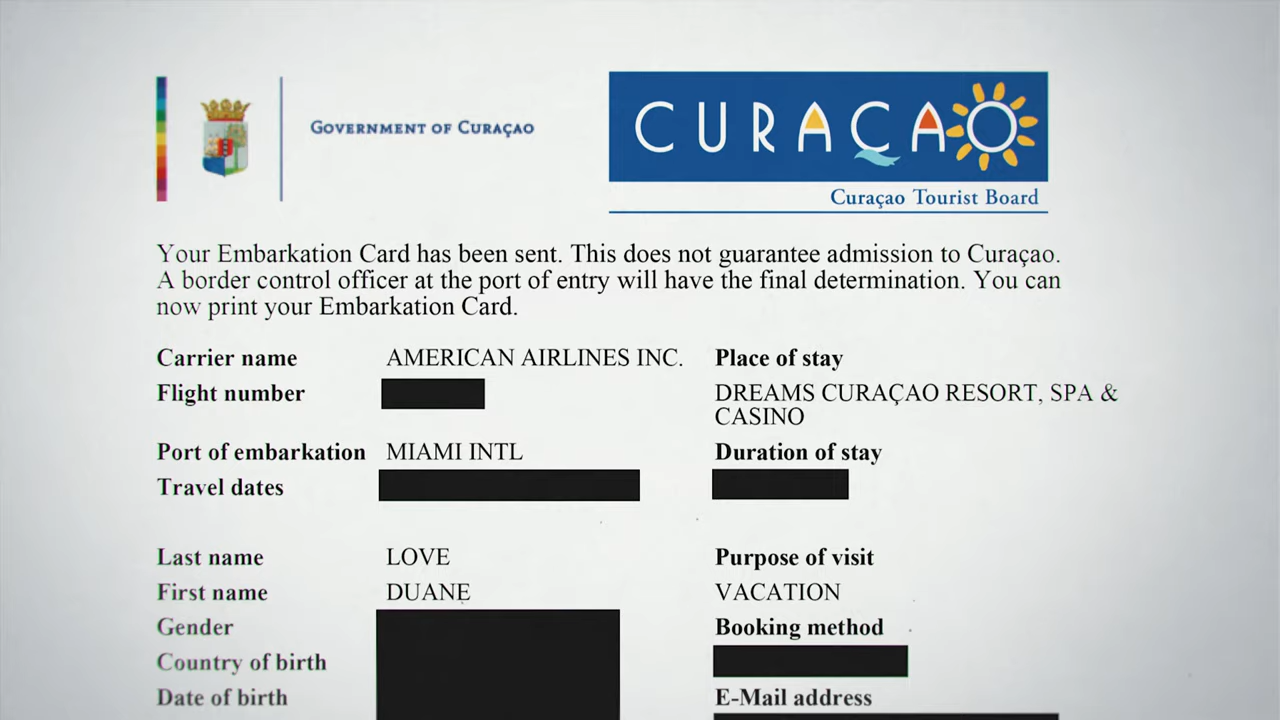 GOVERNMENT OF CURAÇAO
CURAÇAO
Curaçao Tourist Board
Your Embarkation Card has been sent. This does not guarantee admission to Curaçao.
A border control officer at the port of entry will have the final determination. You can
now print your Embarkation Card.
Carrier name AMERICAN AIRLINES INC. Place of stay
Flight number DREAMS CURAÇAO RESORT, SPA &
CASINO
Port of embarkation MIAMI INTL Duration of stay
Travel dates
Last name LOVE Purpose of visit
First name DUANE VACATION
Gender Booking method
Country of birth
Date of birth E-Mail address